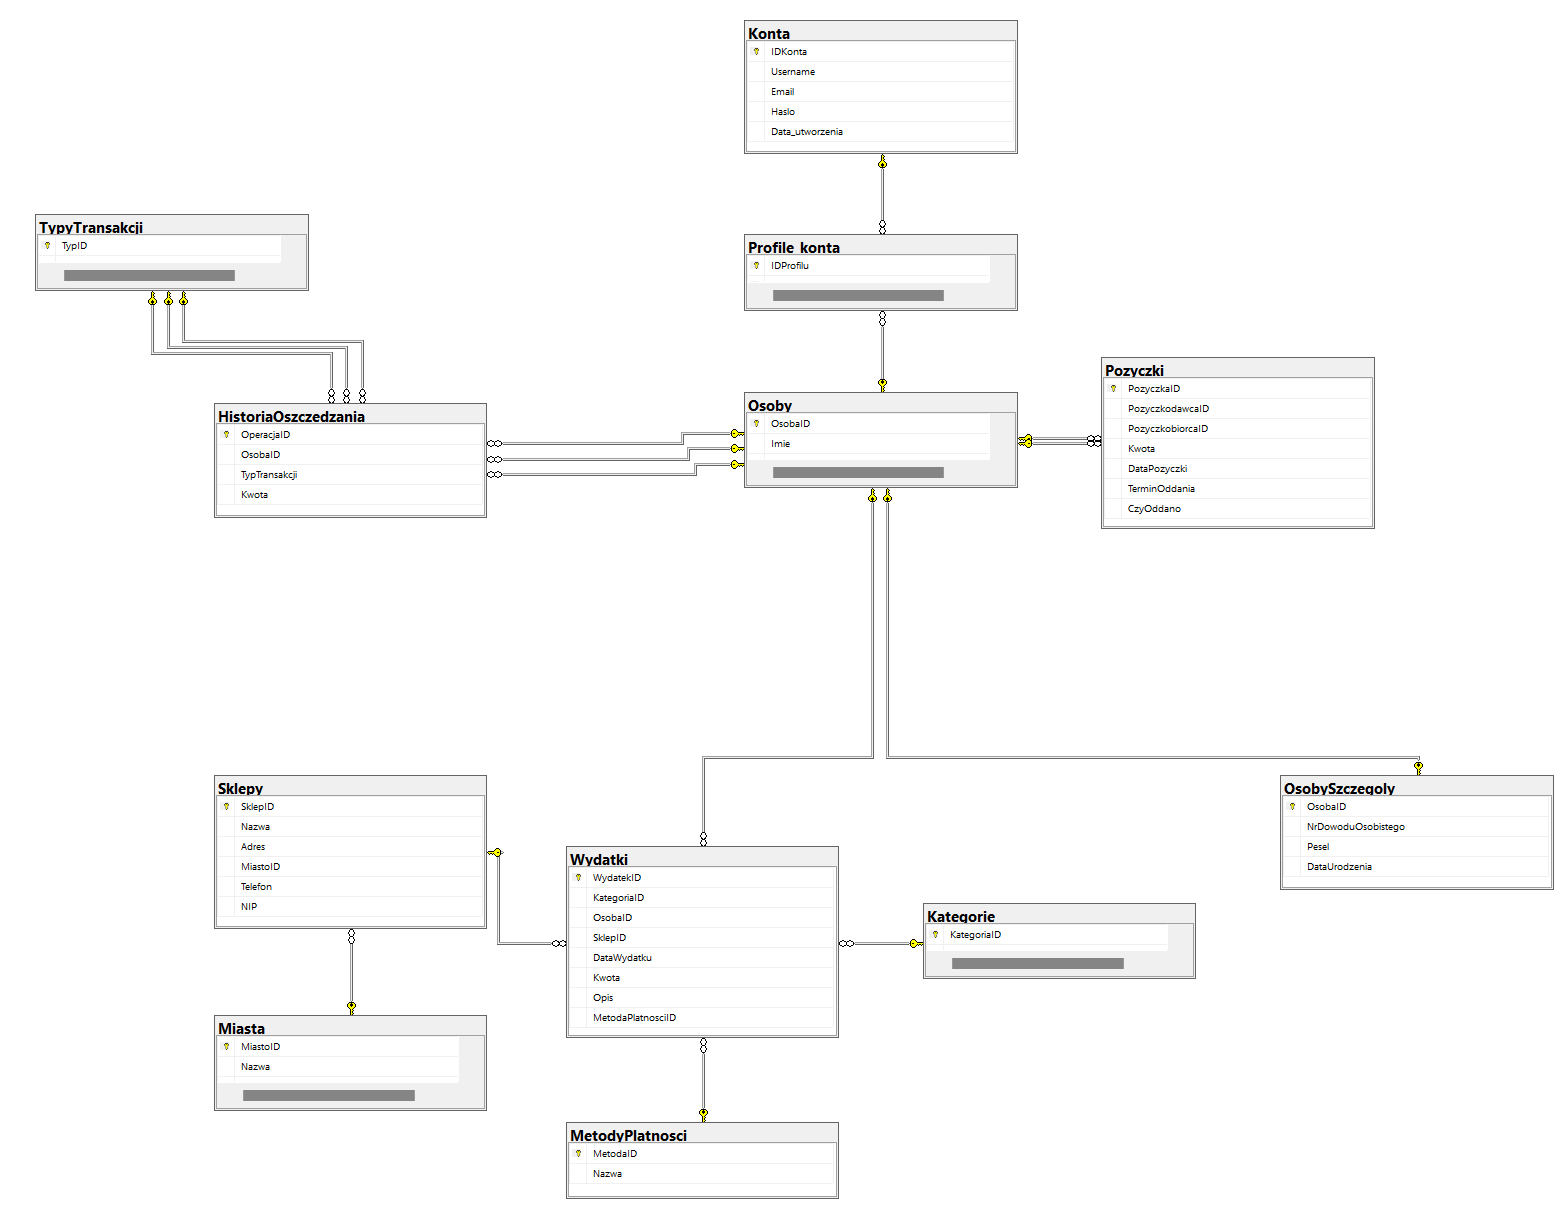 Konta
IDKonta
Username
Email
Haslo
Data_utworzenia
TypyTransakcji
TypID
Profile_konta
IDProfilu
Pozyczki
PozyczkaID
PozyczkodawcaID
PozyczkobiorcaID
Kwota
DataPozyczki
TerminOddania
CzyOddano
Osoby
OsobaID
Imie
HistoriaOszczedzania
OperacjaID
OsobaID
TypTransakcji
Kwota
Sklepy
SklepID
Nazwa
Adres
MiastoID
Telefon
NIP
OsobySzczegoly
OsobaID
NrDowoduOsobistego
Pesel
DataUrodzenia
Wydatki
WydatekID
KategoriaID
OsobaID
SklepID
DataWydatku
Kwota
Opis
MetodaPlatnosciID
Kategorie
KategoriaID
Miasta
MiastoID
Nazwa
MetodyPlatnosci
MetodaID
Nazwa